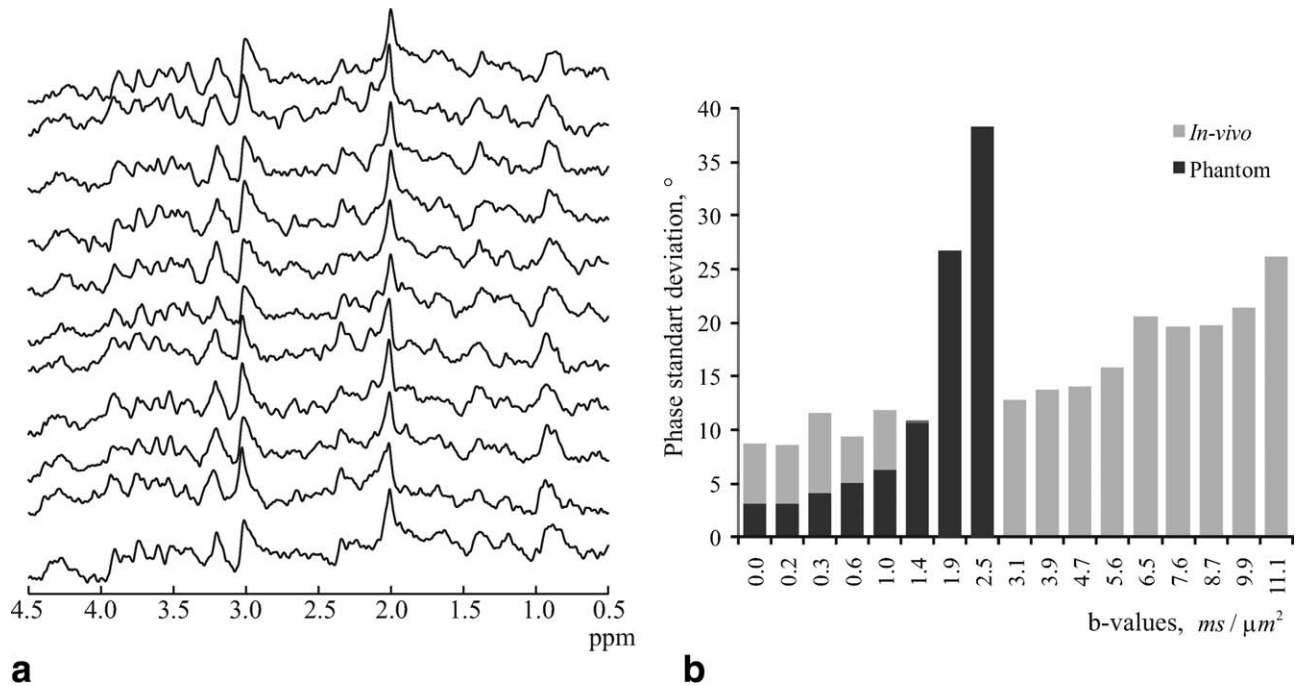 4.5 4.0 3.5 3.0 2.5 2.0 1.5 1.0 0.5
ppm
a
40
35
30
25
20
15
10
5
0
Phase standart deviation, °
In-vivo
Phantom
0.0 0.2 0.3 0.6 1.0 1.4 1.9 2.5 3.1 3.9 4.7 5.6 6.5 7.6 8.7 9.9 11.1
b-values, ms / μm²
b